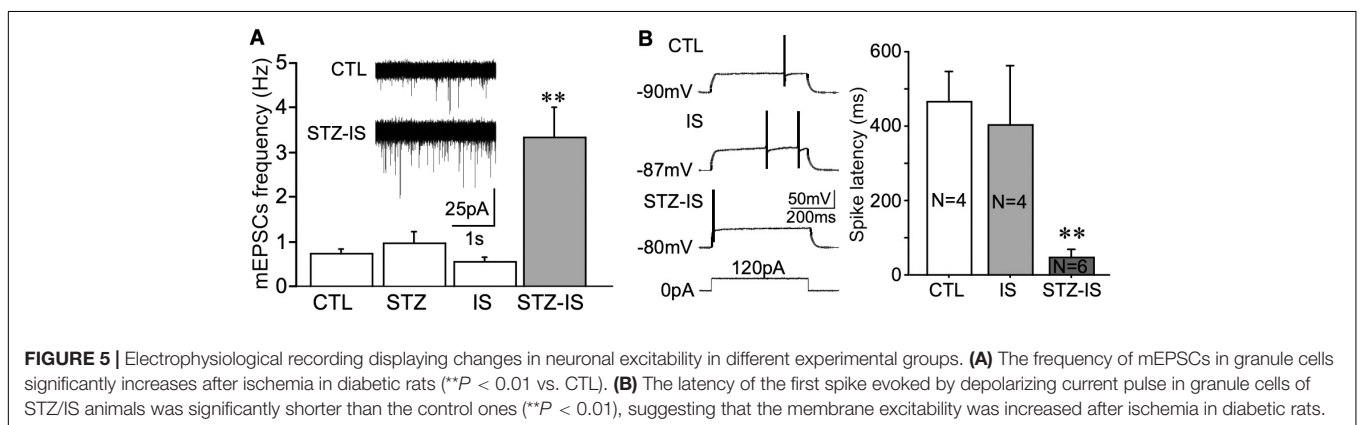 A
mEPSCs frequency (Hz)
5
4
3
2
1
0
CTL
STZ-IS
**
25pA
1s
CTL STZ IS STZ-IS
B
CTL
-90mV
IS
-87mV
STZ-IS
50mV
200ms
-80mV
120pA
0pA
Spike latency (ms)
600
400
200
0
N=4
N=4
**
N=6
CTL IS STZ-IS
FIGURE 5 | Electrophysiological recording displaying changes in neuronal excitability in different experimental groups. (A) The frequency of mEPSCs in granule cells
significantly increases after ischemia in diabetic rats (**P < 0.01 vs. CTL). (B) The latency of the first spike evoked by depolarizing current pulse in granule cells of
STZ/IS animals was significantly shorter than the control ones (**P < 0.01), suggesting that the membrane excitability was increased after ischemia in diabetic rats.